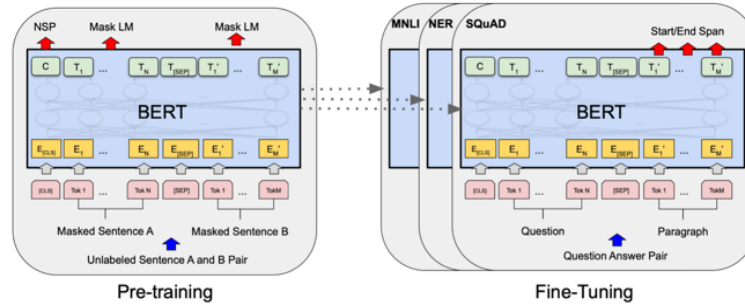 NSP Mask LM Mask LM
C T1 ... TN T[SEP] T1' ... TM'
BERT
E[CLS] E1 ... EN E[SEP] E1' ... EM'
[CLS] Tok 1 ... Tok N [SEP] Tok 1 ... TokM
Masked Sentence A Masked Sentence B
Unlabeled Sentence A and B Pair
Pre-training
MNLI NER SQuAD Start/End Span
C T1 ... TN T[SEP] T1' ... TM'
BERT
E[CLS] E1 ... EN E[SEP] E1' ... EM'
[CLS] Tok 1 ... Tok N [SEP] Tok 1 ... TokM
Question Paragraph
Question Answer Pair
Fine-Tuning